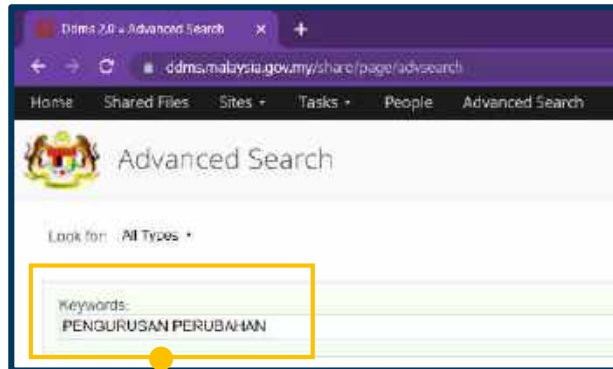 Ddms 2.0 » Advanced Search
ddms.malaysia.gov.my/share/page/advsearch
Home Shared Files Sites Tasks People Advanced Search
Advanced Search
Look for: All Types
Keywords:
PENGURUSAN PERUBAHAN